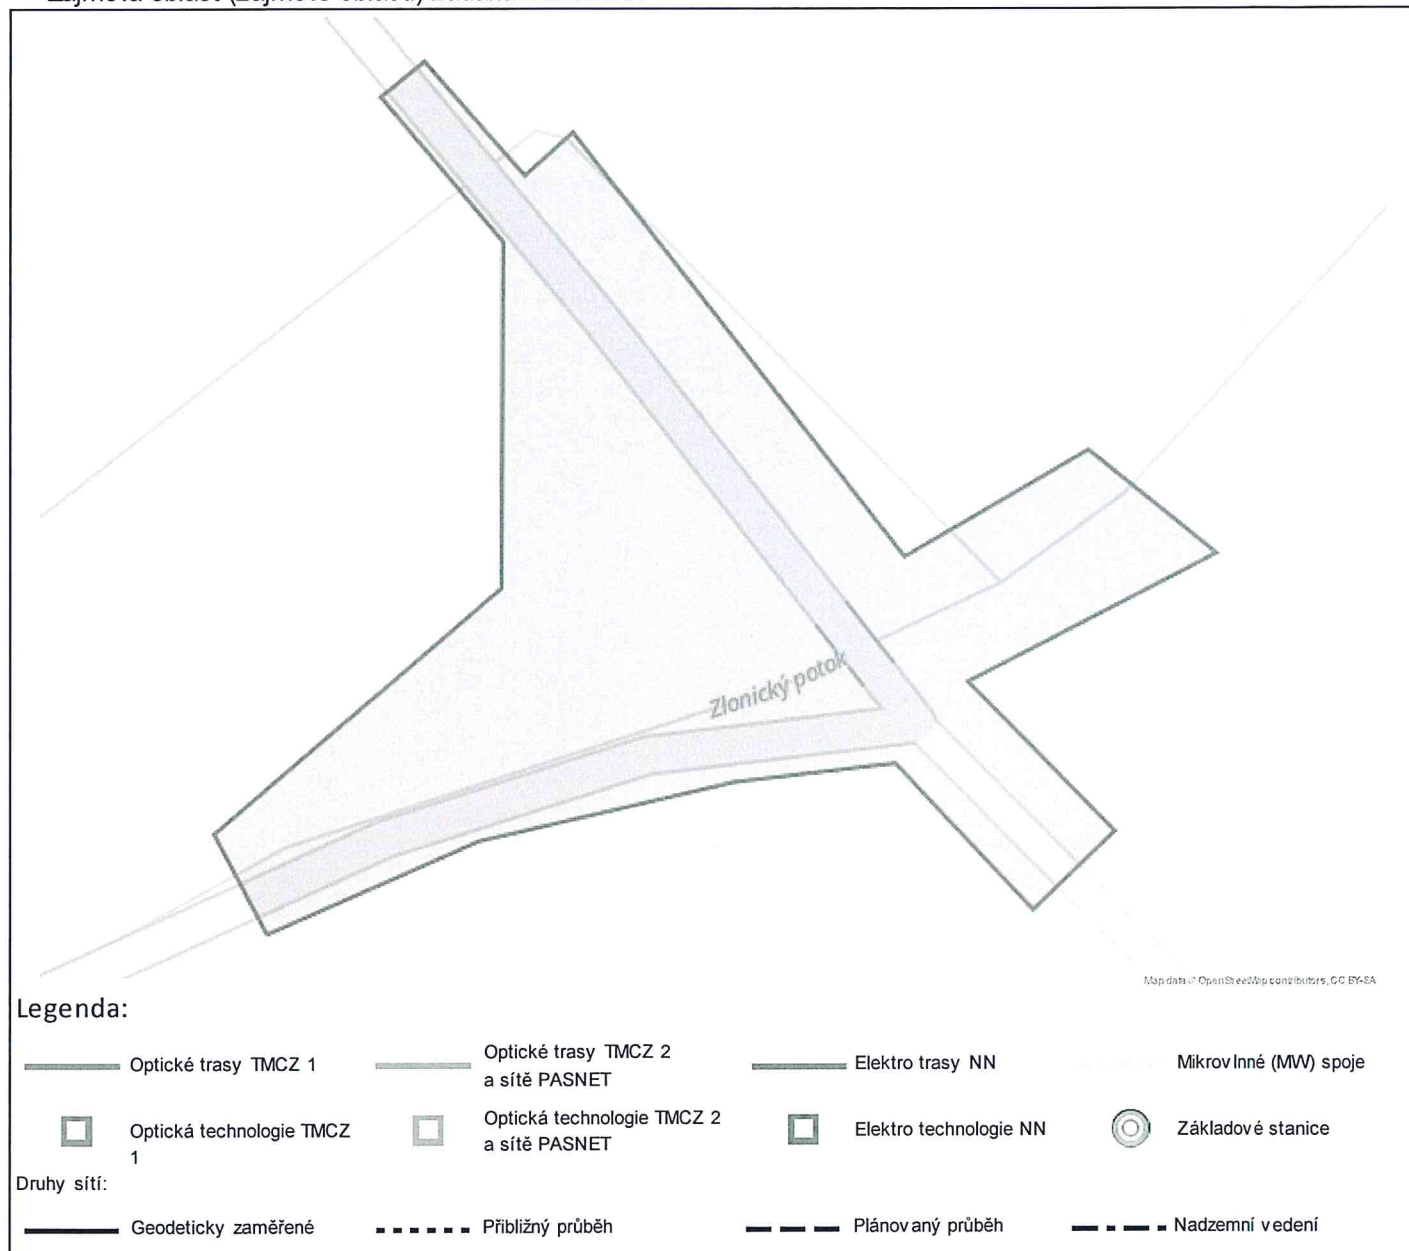 Zlonický potok
Map data © OpenStreetMap contributors, CC BY-SA
Legenda:
Optické trasy TMCZ 1
Optické trasy TMCZ 2
a sítě PASNET
Elektro trasy NN
Mikrovlnné (MW) spoje
Optická technologie TMCZ
1
Optická technologie TMCZ 2
a sítě PASNET
Elektro technologie NN
Základové stanice
Druhy sítí:
Geodeticky zaměřené
Přibližný průběh
Plánovaný průběh
Nadzemní vedení